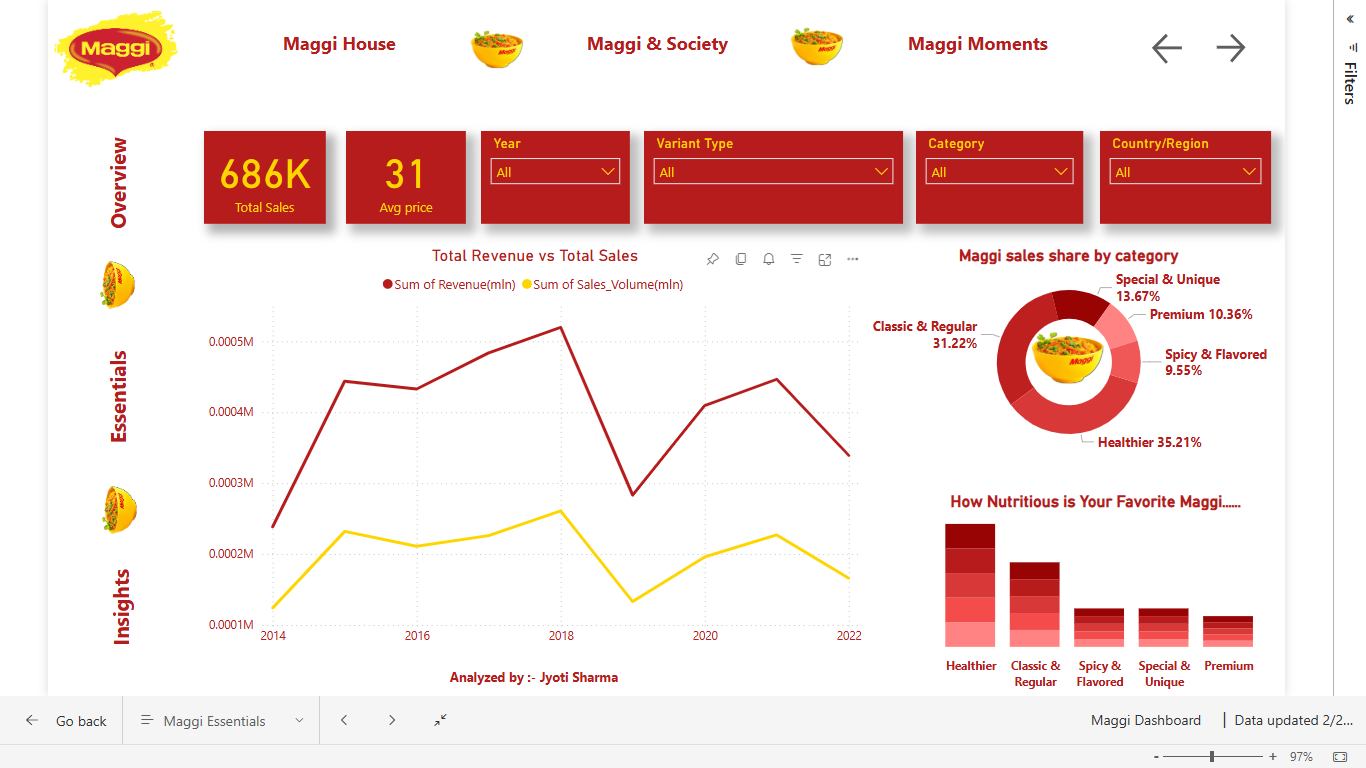 Maggi
Maggi House
Maggi & Society
Maggi Moments
Filters
Overview
Essentials
Insights
686K
Total Sales
31
Avg price
Year
All
Variant Type
All
Category
All
Country/Region
All
Total Revenue vs Total Sales
Sum of Revenue(mln) Sum of Sales_Volume(mln)
0.0005M
0.0004M
0.0003M
0.0002M
0.0001M
2014 2016 2018 2020 2022
Analyzed by :- Jyoti Sharma
Maggi sales share by category
Special & Unique
13.67%
Premium 10.36%
Classic & Regular
31.22%
Spicy & Flavored
9.55%
Healthier 35.21%
Maggi
How Nutritious is Your Favorite Maggi......
Healthier
Classic &
Regular
Spicy &
Flavored
Special &
Unique
Premium
Go back
Maggi Essentials
Maggi Dashboard | Data updated 2/2...
- + 97%